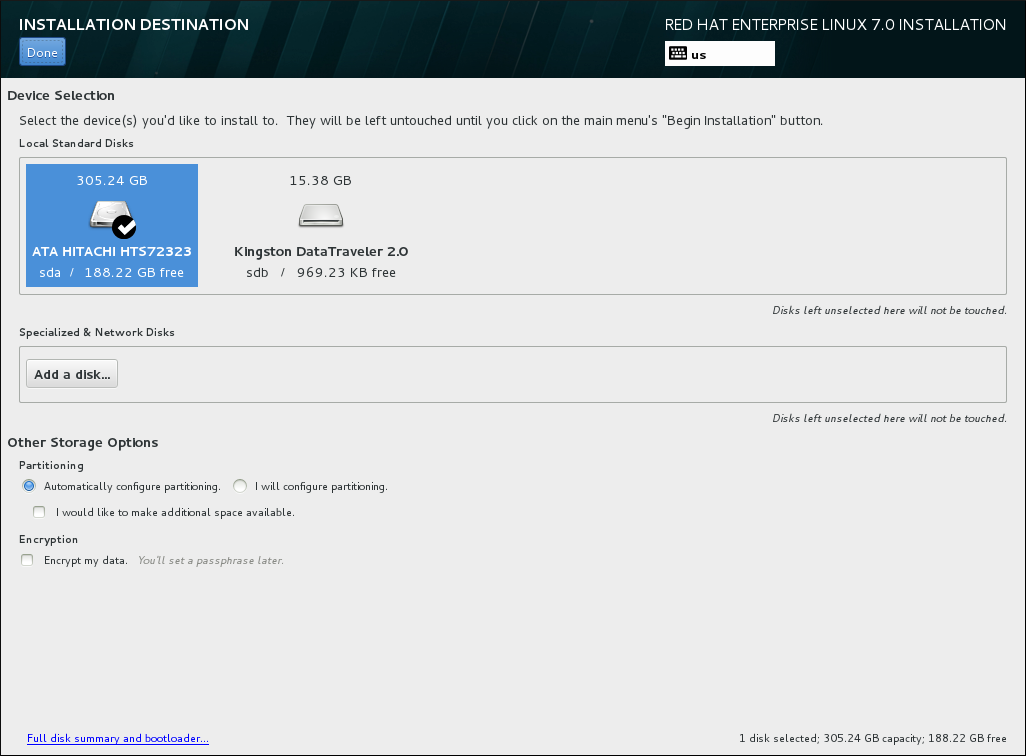 INSTALLATION DESTINATION
RED HAT ENTERPRISE LINUX 7.0 INSTALLATION
Done
us
Device Selection
Select the device(s) you'd like to install to.  They will be left untouched until you click on the main menu's "Begin Installation" button.
Local Standard Disks
305.24 GB
15.38 GB
ATA HITACHI HTS72323
Kingston DataTraveler 2.0
sda / 188.22 GB free
sdb / 969.23 KB free
Disks left unselected here will not be touched.
Specialized & Network Disks
Add a disk...
Disks left unselected here will not be touched.
Other Storage Options
Partitioning
Automatically configure partitioning. I will configure partitioning.
I would like to make additional space available.
Encryption
Encrypt my data. You'll set a passphrase later.
Full disk summary and bootloader...
1 disk selected; 305.24 GB capacity; 188.22 GB free